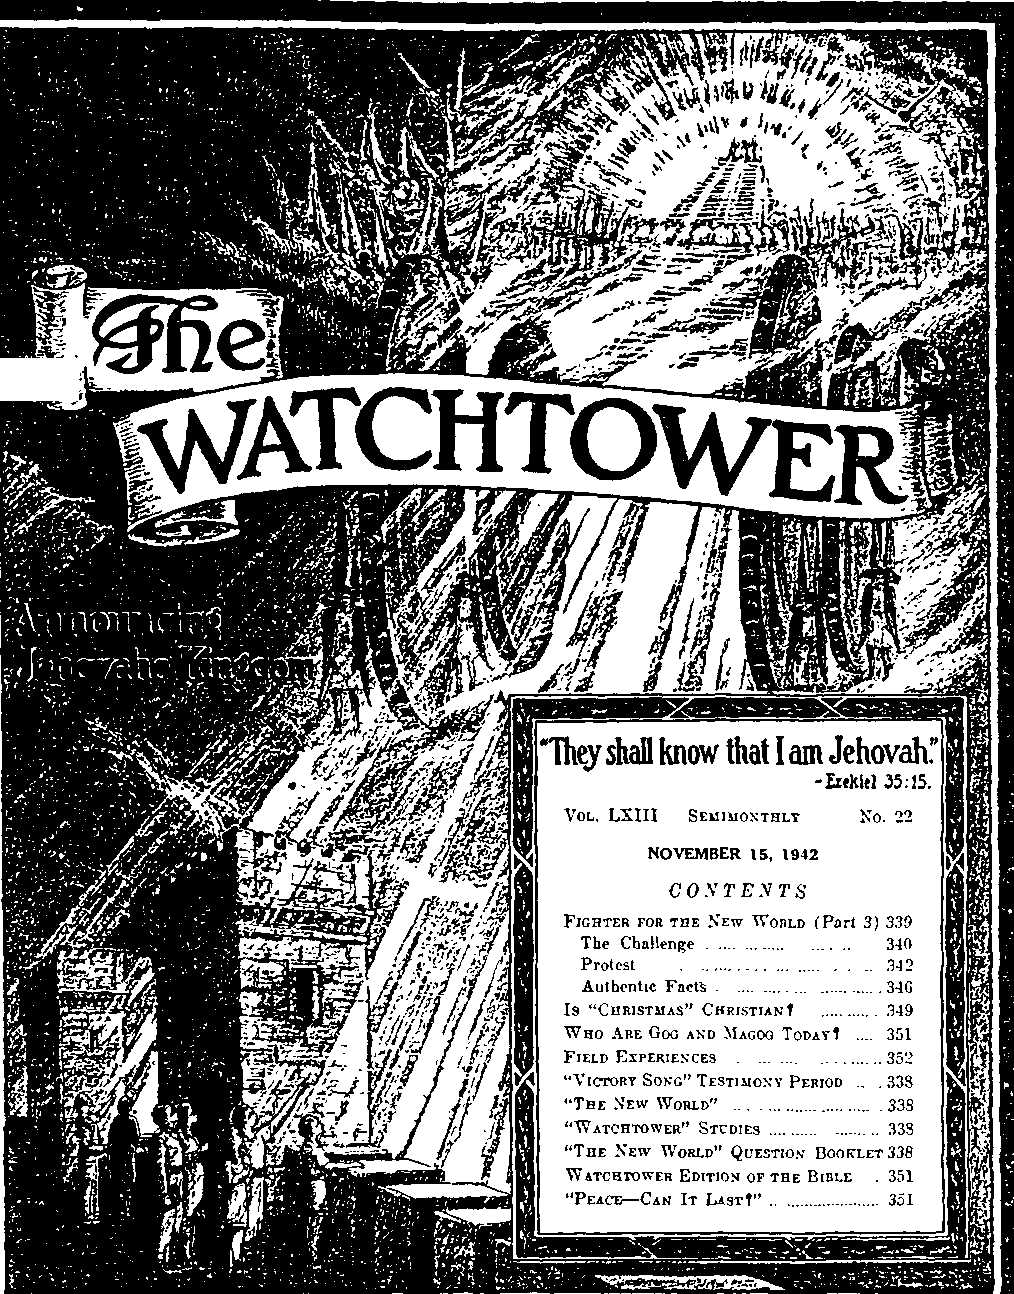 The
WATCHTOWER
Announcing
Jehovah's Kingdom
"They shall know that I am Jehovah."
-Ezekiel 35:15.
VOL. LXIII SEMIMONTHLY No. 22
NOVEMBER 15, 1942
CONTENTS
FIGHTER FOR THE NEW WORLD (Part 3) 339
The Challenge 340
Protest 342
Authentic Facts 346
IS "CHRISTMAS" CHRISTIAN? 349
WHO ARE GOG AND MAGOG TODAY? 351
FIELD EXPERIENCES 352
"VICTORY SONG" TESTIMONY PERIOD 338
"THE NEW WORLD" 338
"WATCHTOWER" STUDIES 338
"THE NEW WORLD" QUESTION BOOKLET 338
WATCHTOWER EDITION OF THE BIBLE 351
"PEACE—CAN IT LAST?" 351